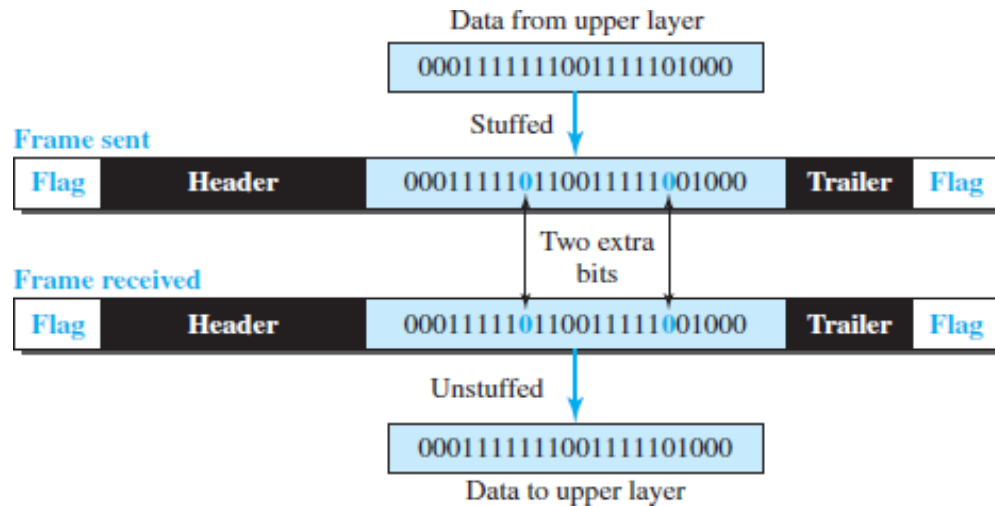 Data from upper layer
0001111111001111101000
Stuffed
Frame sent
Flag Header 000111110110011111001000 Trailer Flag
Two extra
bits
Frame received
Flag Header 000111110110011111001000 Trailer Flag
Unstuffed
0001111111001111101000
Data to upper layer